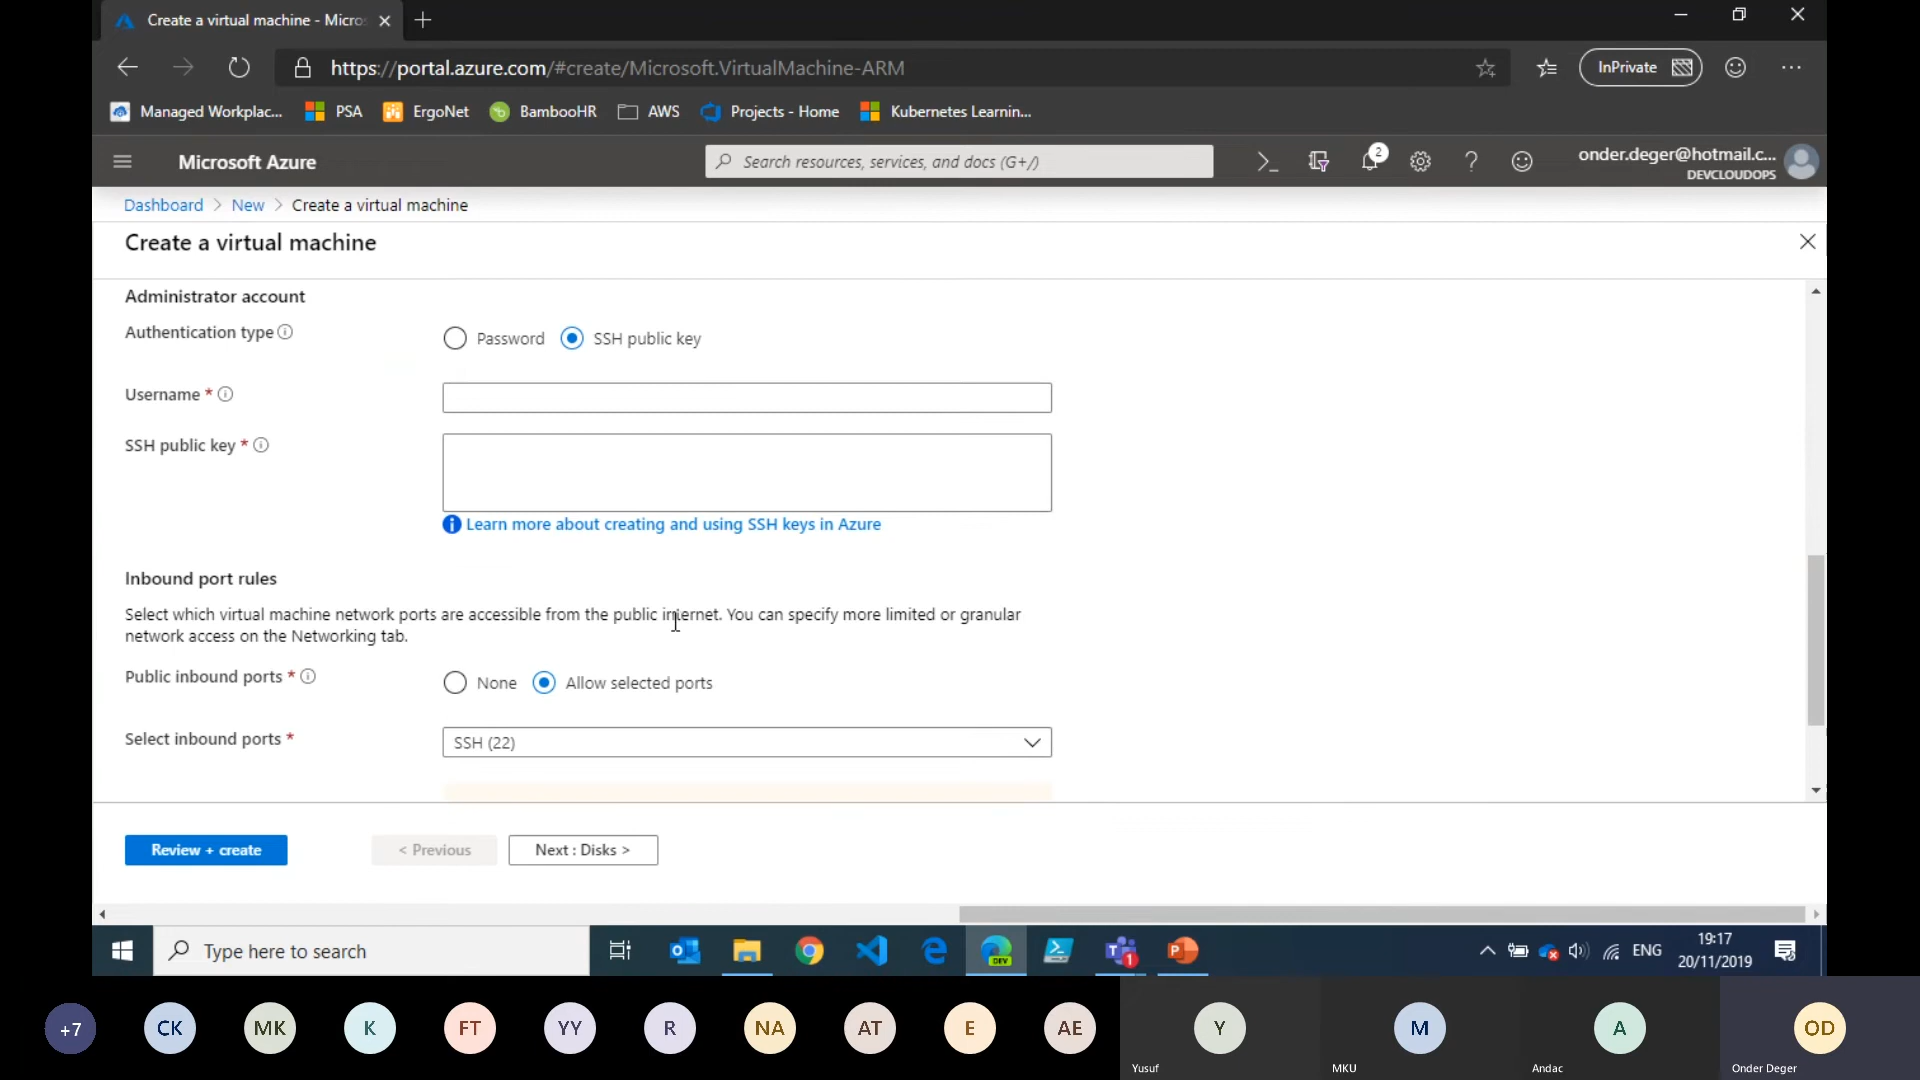 Create a virtual machine - Micros
https://portal.azure.com/#create/Microsoft.VirtualMachine-ARM
InPrivate
Managed Workplac...
PSA
ErgoNet
BambooHR
AWS
Projects - Home
Kubernetes Learnin...
Microsoft Azure
Search resources, services, and docs (G+/)
2
onder.deger@hotmail.c...
DEVCLOUDOPS
Dashboard > New > Create a virtual machine
Create a virtual machine
Administrator account
Authentication type
Password
SSH public key
Username *
SSH public key *
Learn more about creating and using SSH keys in Azure
Inbound port rules
Select which virtual machine network ports are accessible from the public internet. You can specify more limited or granular
network access on the Networking tab.
Public inbound ports *
None
Allow selected ports
Select inbound ports *
SSH (22)
Review + create
< Previous
Next : Disks >
Type here to search
DEV
1
ENG
19:17
20/11/2019
+7
CK
MK
K
FT
YY
R
NA
AT
E
AE
Y
M
A
OD
Yusuf
MKU
Andac
Onder Deger